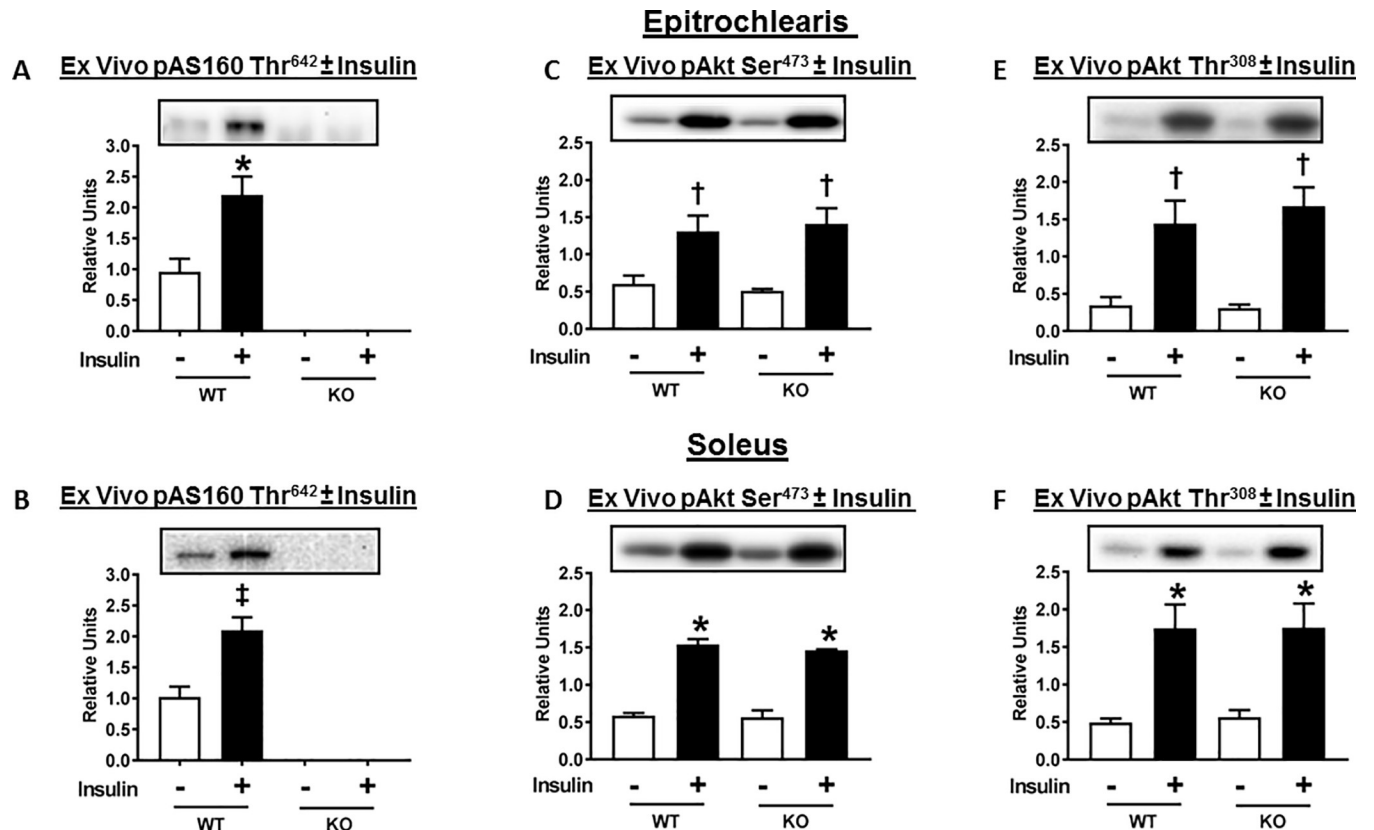 Epitrochlearis
A Ex Vivo pAS160 Thr⁶⁴² ± Insulin
C Ex Vivo pAkt Ser⁴⁷³ ± Insulin
E Ex Vivo pAkt Thr³⁰⁸ ± Insulin
Relative Units
3.0
2.5
2.0
1.5
1.0
0.5
0.0
*
Insulin - + - +
WT KO
Relative Units
2.5
2.0
1.5
1.0
0.5
0.0
† †
Insulin - + - +
WT KO
Relative Units
2.5
2.0
1.5
1.0
0.5
0.0
† †
Insulin - + - +
WT KO
Soleus
B Ex Vivo pAS160 Thr⁶⁴² ± Insulin
D Ex Vivo pAkt Ser⁴⁷³ ± Insulin
F Ex Vivo pAkt Thr³⁰⁸ ± Insulin
Relative Units
3.0
2.5
2.0
1.5
1.0
0.5
0.0
‡
Insulin - + - +
WT KO
Relative Units
2.5
2.0
1.5
1.0
0.5
0.0
* *
Insulin - + - +
WT KO
Relative Units
2.5
2.0
1.5
1.0
0.5
0.0
* *
Insulin - + - +
WT KO